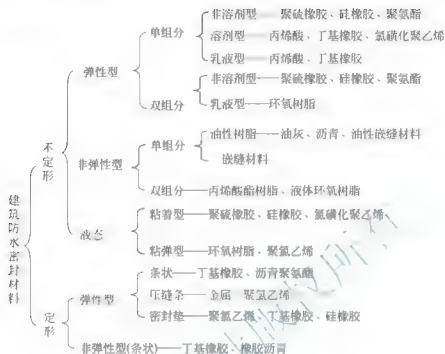 非溶剂型——聚硫橡胶、硅橡胶、聚氨酯
单组分 溶剂型——丙烯酸、丁基橡胶、氯磺化聚乙烯
乳液型——丙烯酸、丁基橡胶
弹性型
非溶剂型——聚硫橡胶、硅橡胶、聚氨酯
双组分
乳液型——环氧树脂
不定形
油性树脂——油灰、沥青、油性嵌缝材料
单组分
嵌缝材料
非弹性型
双组分——丙烯酸酯树脂、液体环氧树脂
建筑防水密封材料
粘着型——聚硫橡胶、硅橡胶、氯磺化聚乙烯
液态
粘弹型——环氧树脂、聚氯乙烯
条状——丁基橡胶、沥青聚氨酯
弹性型 压缝条——金属 聚氯乙烯
定形
密封垫——聚氯乙烯、丁基橡胶、硅橡胶
非弹性型(条状)——丁基橡胶、橡胶沥青